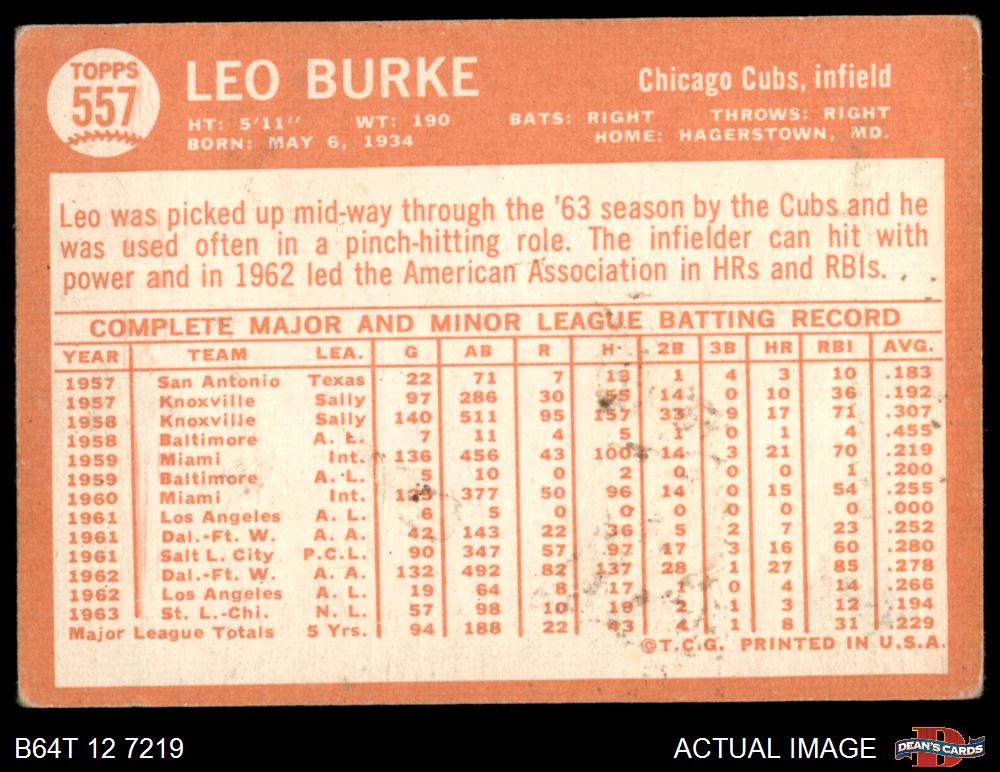 TOPPS
557
LEO BURKE
Chicago Cubs, infield
HT: 5'11" WT: 190 BATS: RIGHT THROWS: RIGHT
BORN: MAY 6, 1934 HOME: HAGERSTOWN, MD.
Leo was picked up mid-way through the '63 season by the Cubs and he
was used often in a pinch-hitting role. The infielder can hit with
power and in 1962 led the American Association in HRs and RBIs.
COMPLETE MAJOR AND MINOR LEAGUE BATTING RECORD
YEAR TEAM LEA. G AB R H 2B 3B HR RBI AVG.
1957 San Antonio Texas 22 71 7 13 1 4 3 10 .183
1957 Knoxville Sally 97 286 30 55 14 0 10 36 .192
1958 Knoxville Sally 140 511 95 157 33 9 17 71 .307
1958 Baltimore A. L. 7 11 4 5 1 0 1 4 .455
1959 Miami Int. 136 456 43 100 14 3 21 70 .219
1959 Baltimore A. L. 5 10 0 2 0 0 0 1 .200
1960 Miami Int. 377 50 96 14 0 15 54 .255
1961 Los Angeles A. L. 6 5 0 0 0 0 0 0 .000
1961 Dal.-Ft. W. A. A. 42 143 22 36 5 2 7 23 .252
1961 Salt L. City P.C.L. 90 347 57 97 17 3 16 60 .280
1962 Dal.-Ft. W. A. A. 132 492 82 137 28 1 27 85 .278
1962 Los Angeles A. L. 19 64 8 17 1 0 4 14 .266
1963 St. L.-Chi. N. L. 57 98 10 19 2 1 3 12 .194
Major League Totals 5 Yrs. 94 188 22 43 4 1 8 31 .229
©T.C.G. PRINTED IN U.S.A.
B64T 12 7219
ACTUAL IMAGE
DEAN'S CARDS